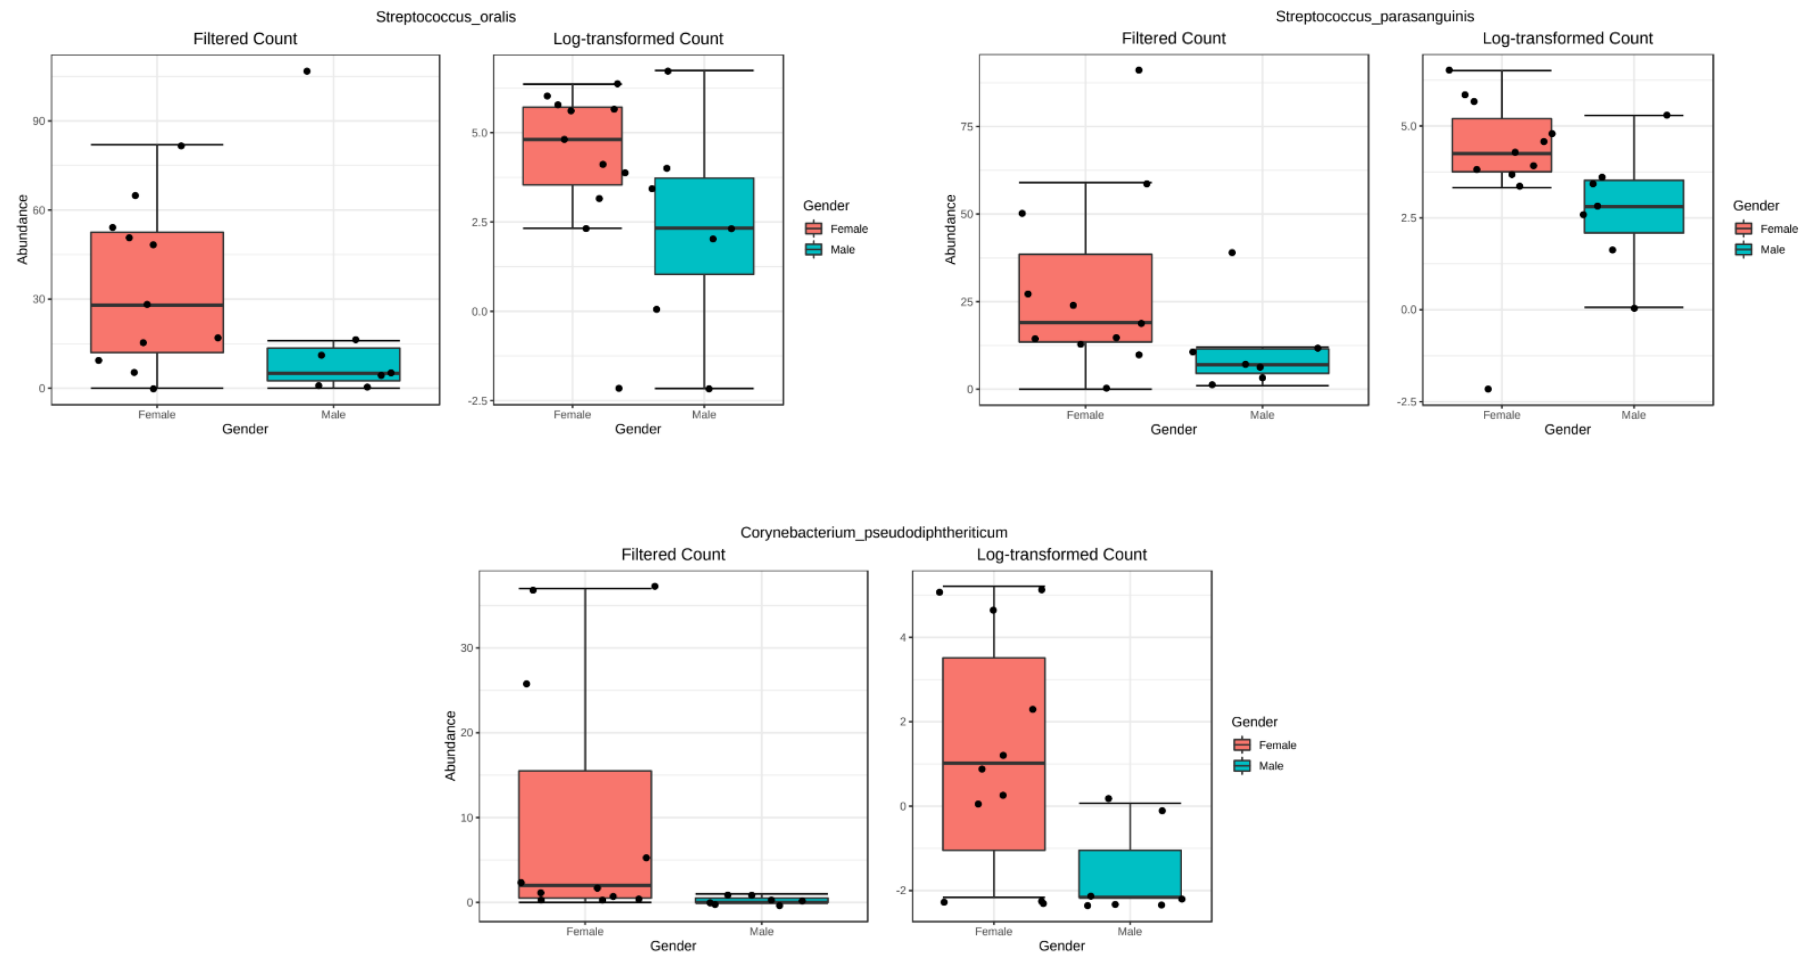 Streptococcus_oralis
Filtered Count
Log-transformed Count
Abundance
90
60
30
0
5.0
2.5
0.0
-2.5
Female
Male
Female
Male
Gender
Gender
Gender
Female
Male
Streptococcus_parasanguinis
Filtered Count
Log-transformed Count
Abundance
75
50
25
0
5.0
2.5
0.0
-2.5
Female
Male
Female
Male
Gender
Gender
Gender
Female
Male
Corynebacterium_pseudodiphtheriticum
Filtered Count
Log-transformed Count
Abundance
30
20
10
0
4
2
0
-2
Female
Male
Female
Male
Gender
Gender
Gender
Female
Male